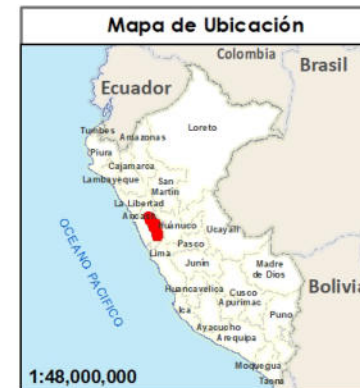 Mapa de Ubicación
Colombia
Ecuador
Brasil
Tumbes
Amazonas
Loreto
Piura
Cajamarca
Lambayeque
San
Martín
La Libertad
Ancash
Huánuco
Ucayali
OCEANO PACIFICO
Pasco
Lima
Junín
Madre
de Dios
Bolivia
Huancavelica
Cusco
Apurímac
Ica
Puno
Ayacucho
Arequipa
Moquegua
Tacna
1:48,000,000